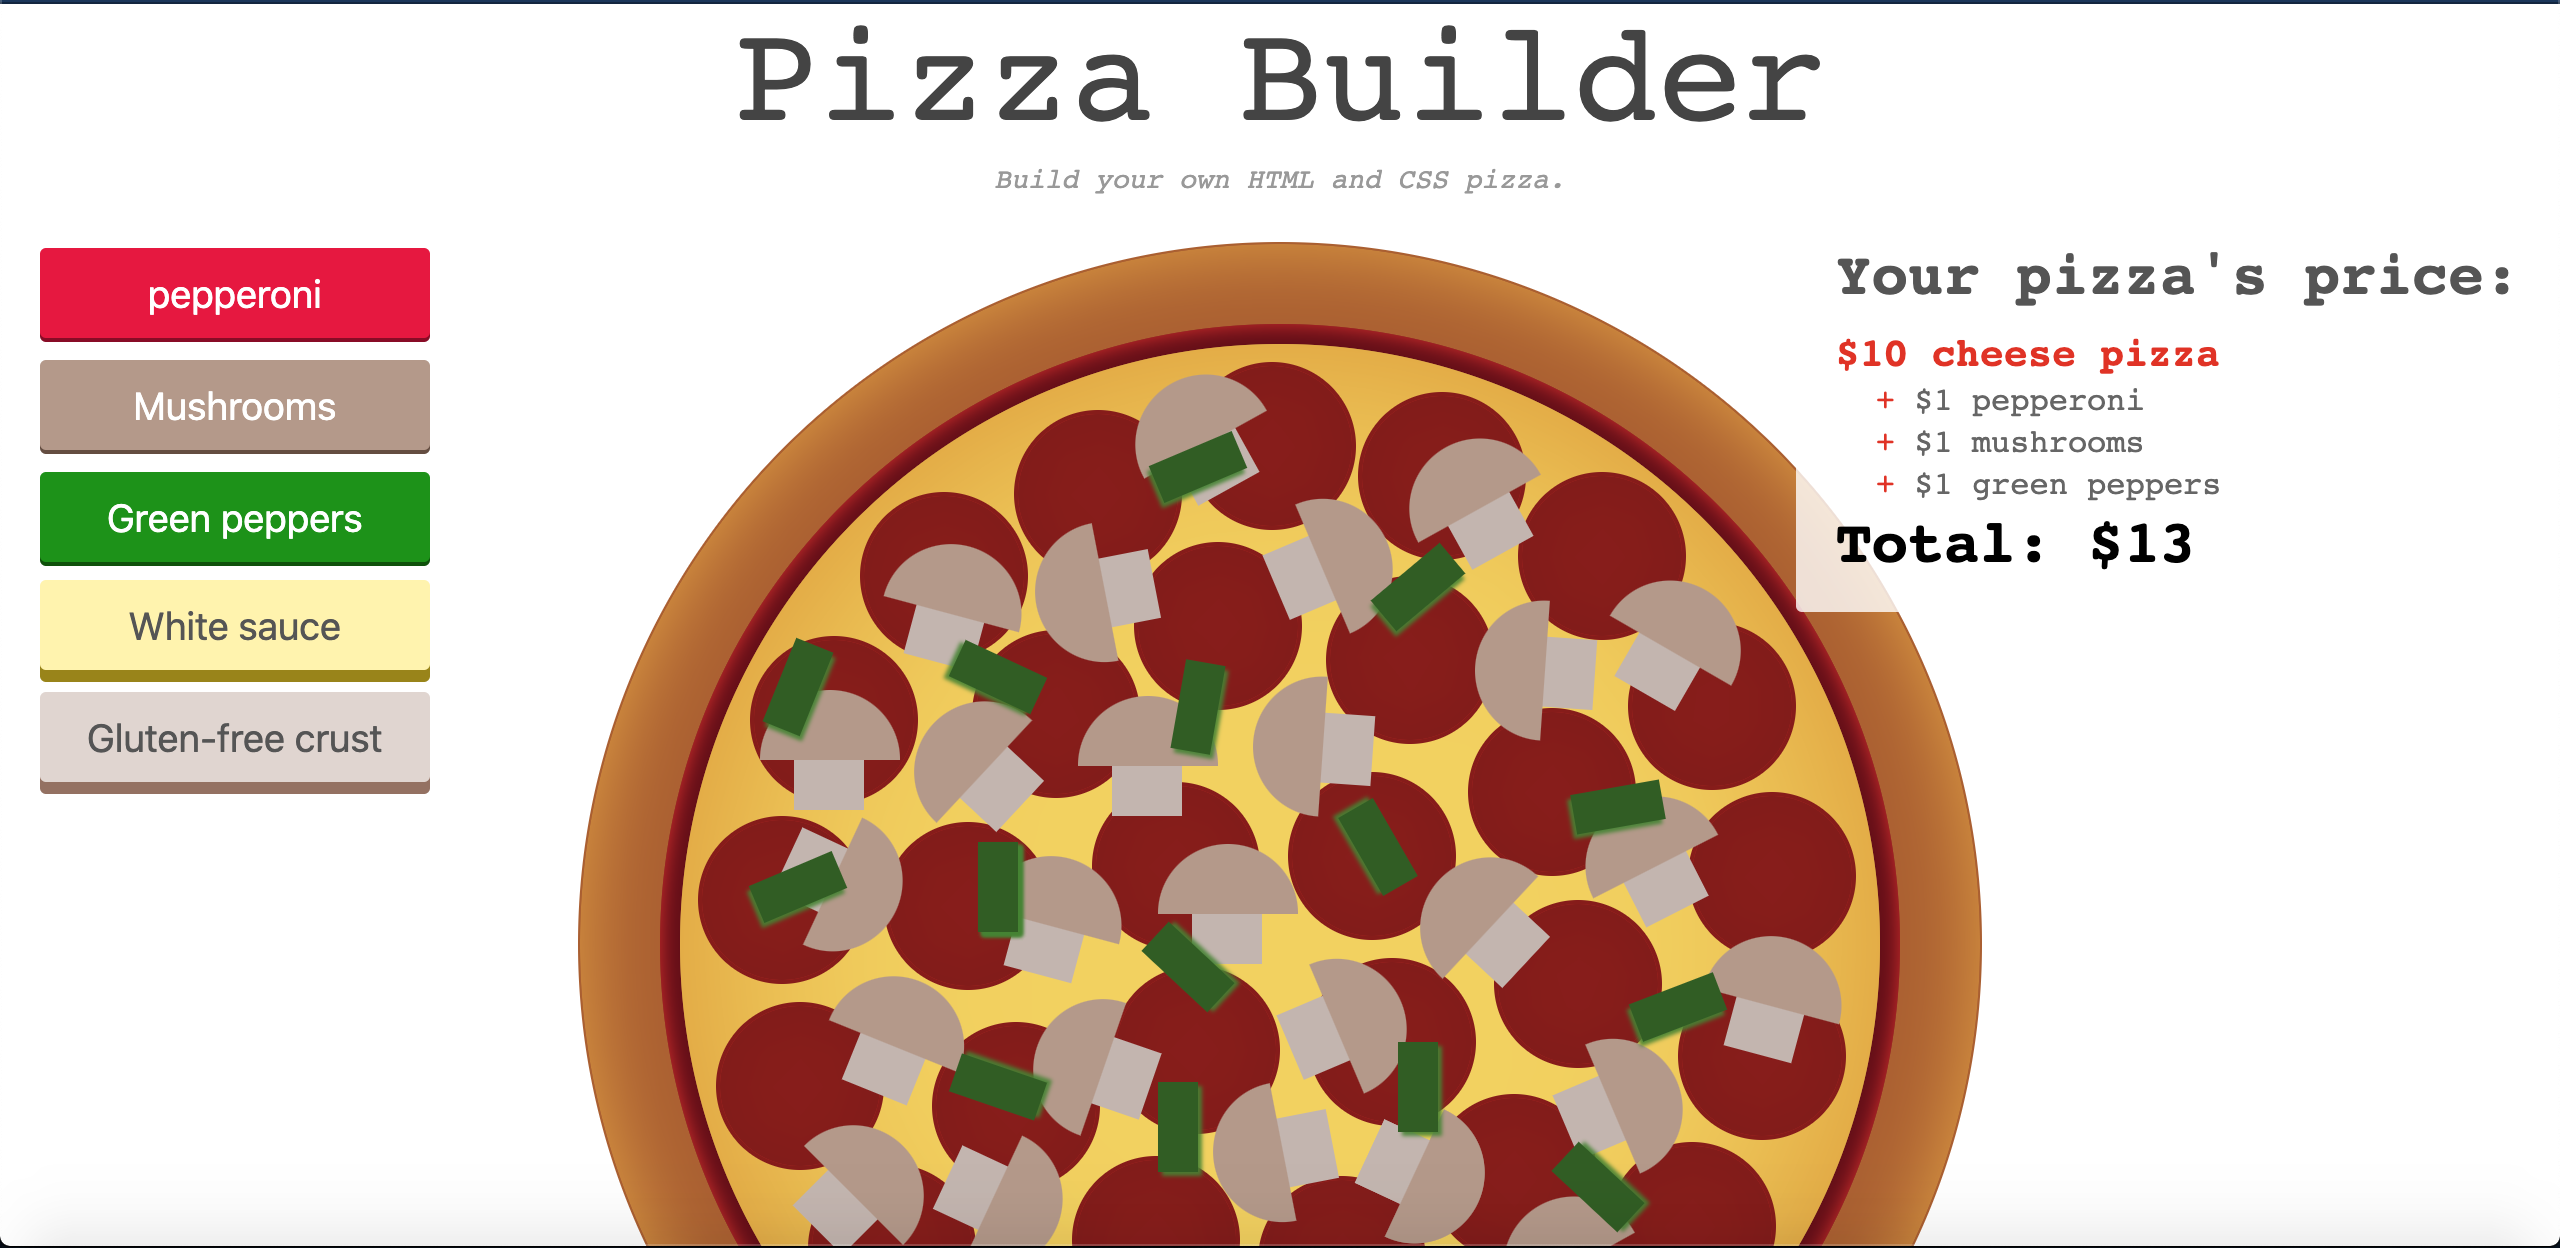 Pizza Builder
Build your own HTML and CSS pizza.
pepperoni
Mushrooms
Green peppers
White sauce
Gluten-free crust
Your pizza's price:
$10 cheese pizza
+ $1 pepperoni
+ $1 mushrooms
+ $1 green peppers
Total: $13